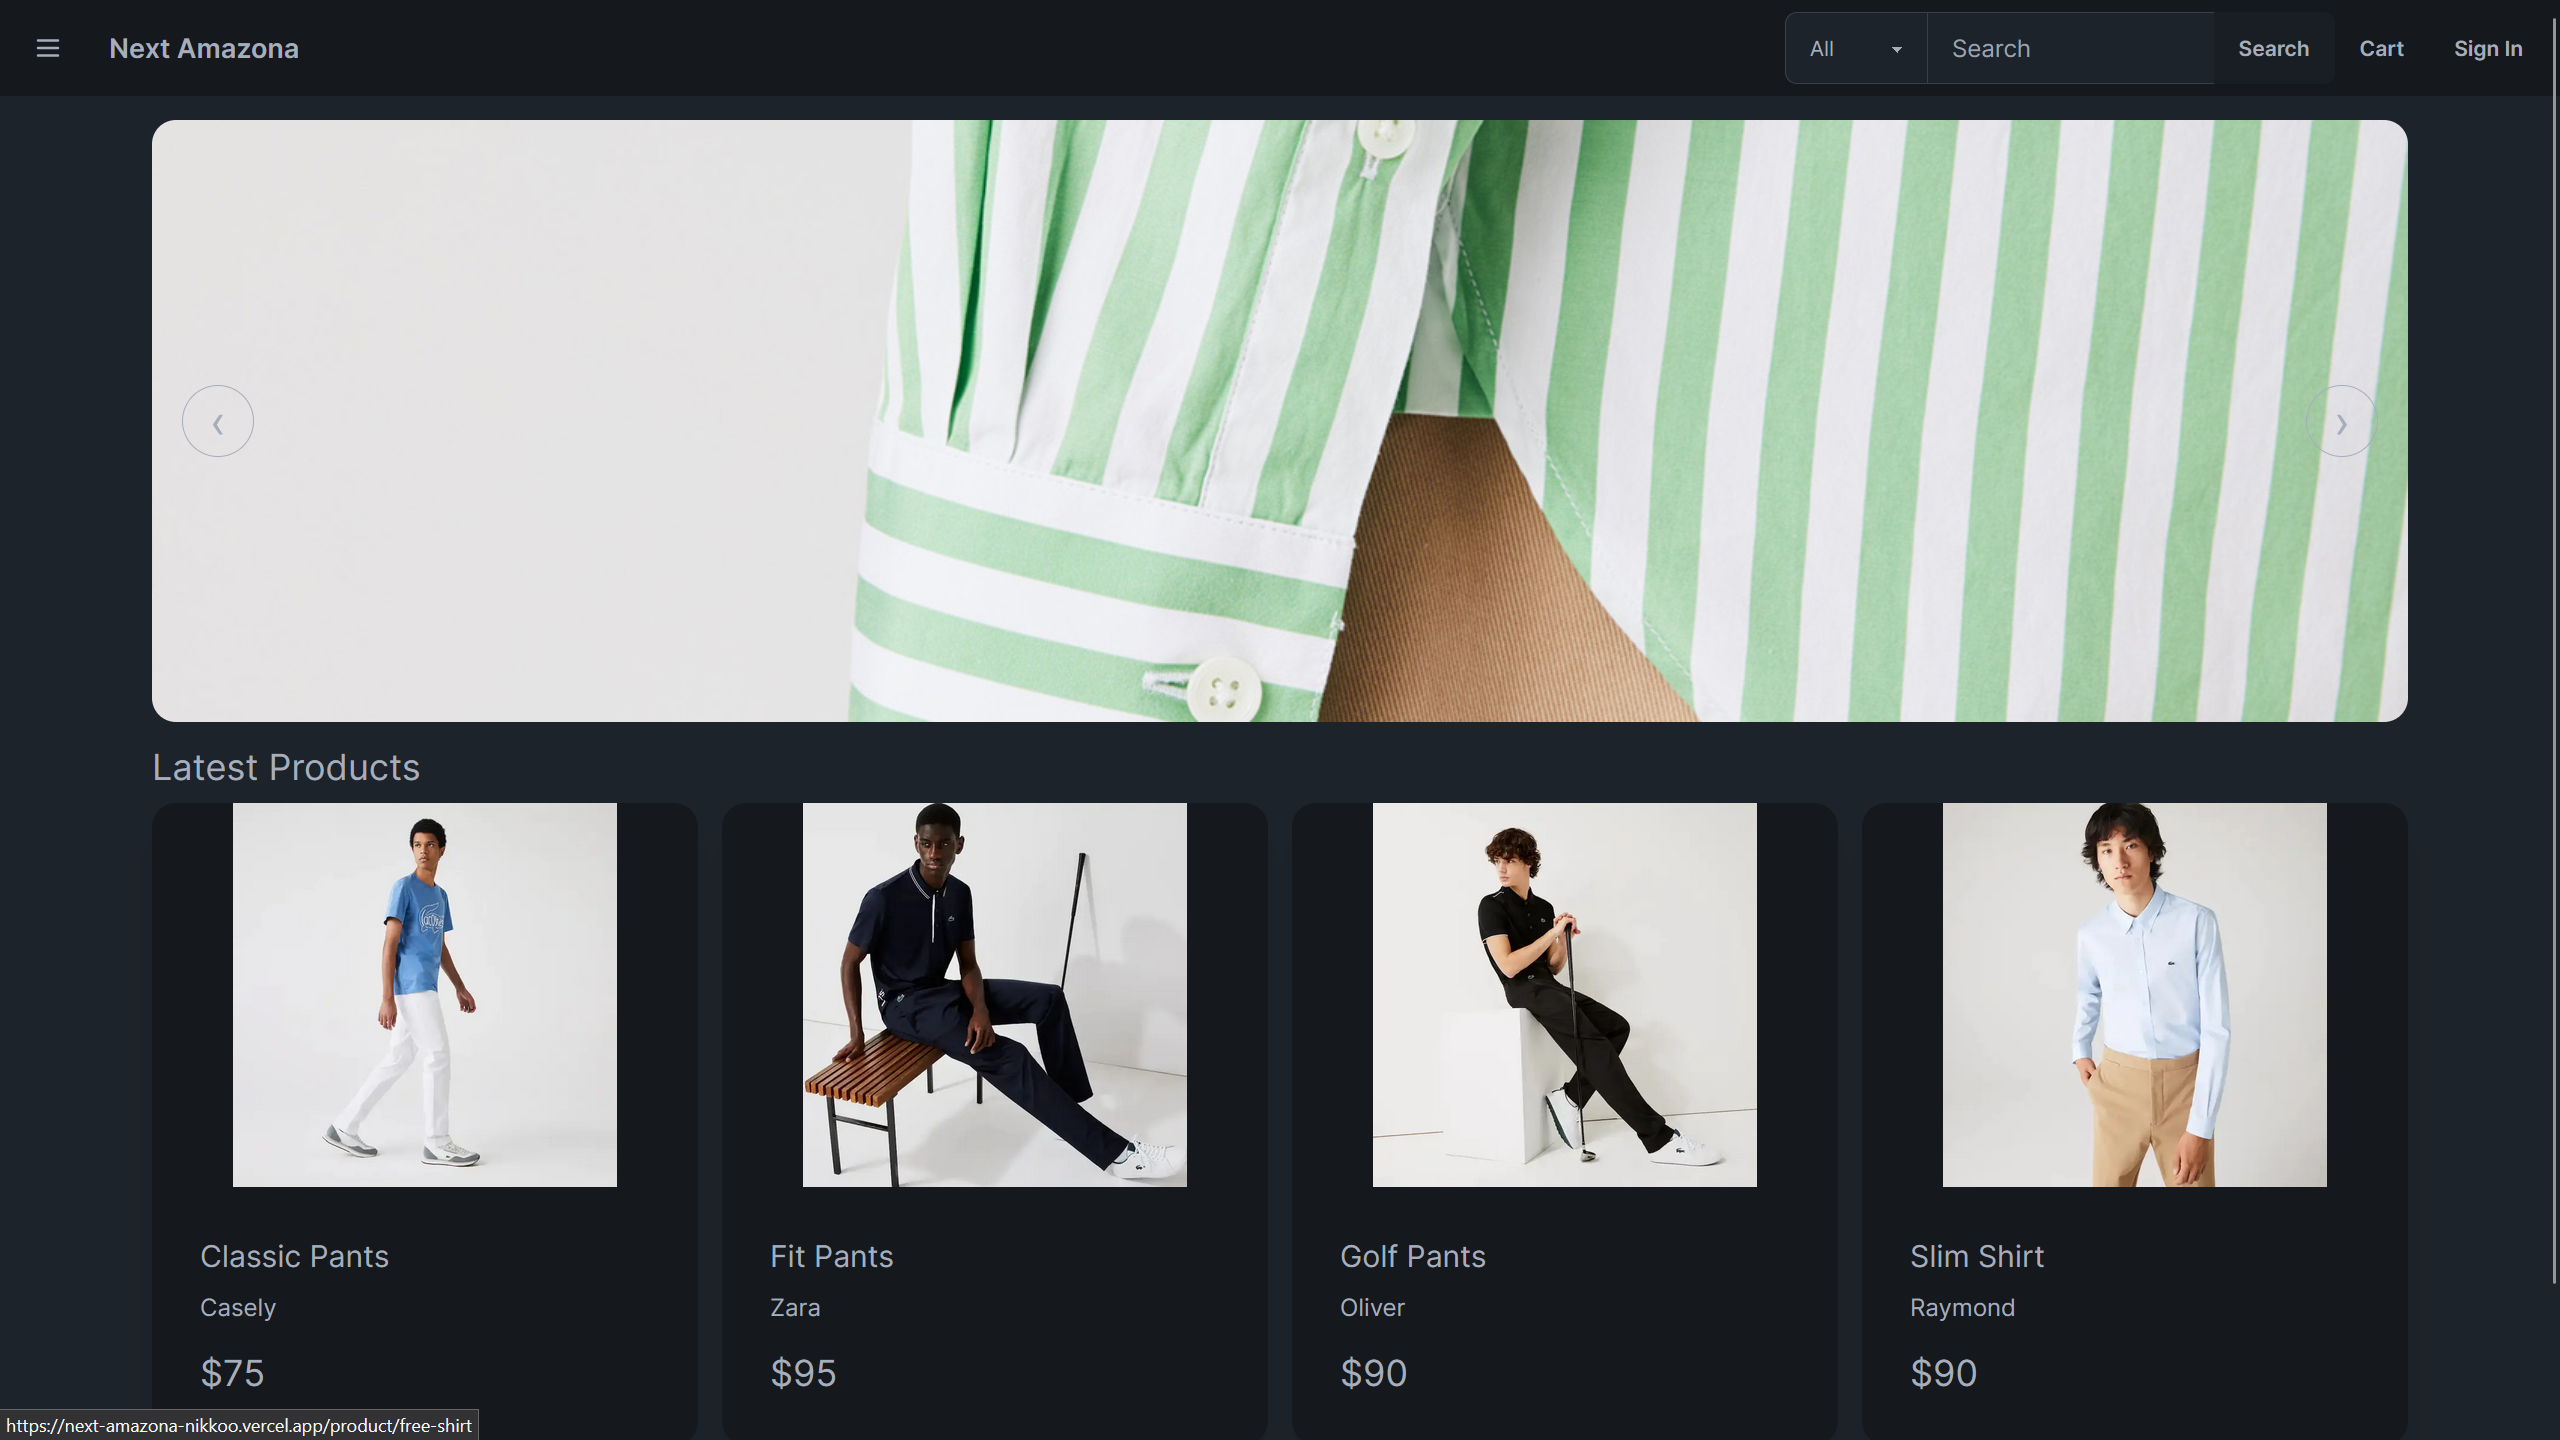 Next Amazona
All
Search
Search
Cart
Sign In
❮
❯
Latest Products
Classic Pants
Casely
$75
Fit Pants
Zara
$95
Golf Pants
Oliver
$90
Slim Shirt
Raymond
$90
https://next-amazona-nikkoo.vercel.app/product/free-shirt